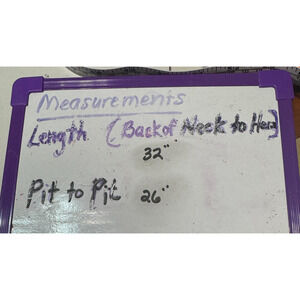 Measurements
Length (Back of Neck to Hem)
32"
Pit to Pit 26"